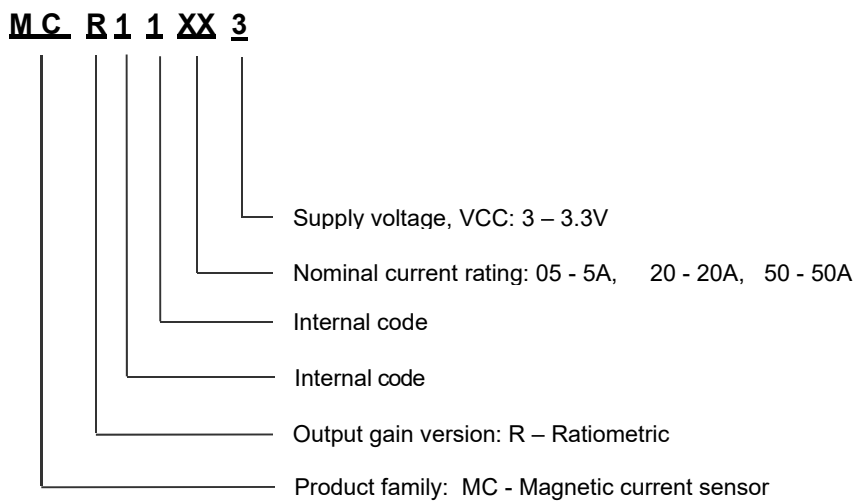 MC R 1 1 XX 3
Supply voltage, VCC: 3 – 3.3V
Nominal current rating: 05 - 5A, 20 - 20A, 50 - 50A
Internal code
Internal code
Output gain version: R – Ratiometric
Product family: MC - Magnetic current sensor